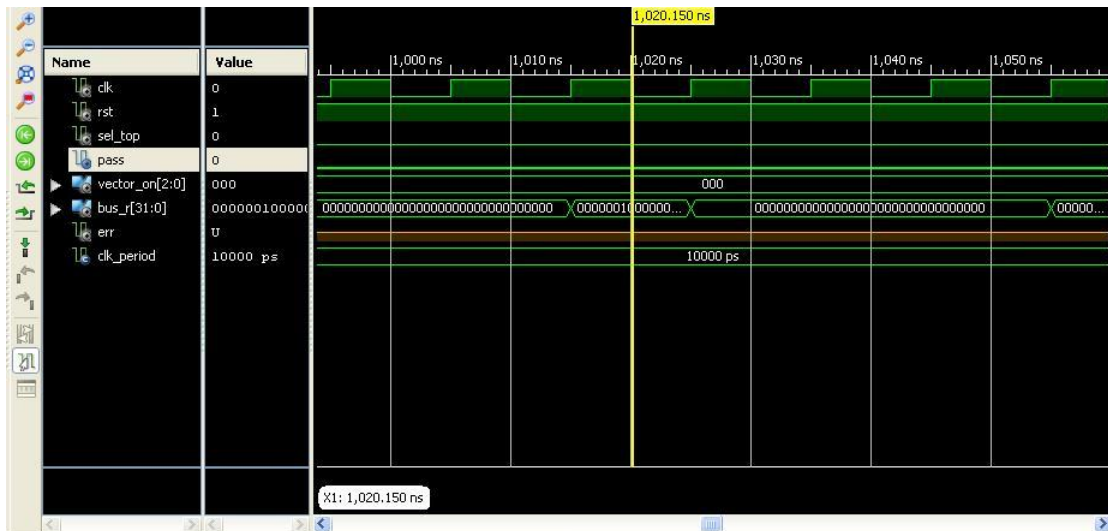 1,020.150 ns
Name Value
1,000 ns 1,010 ns 1,020 ns 1,030 ns 1,040 ns 1,050 ns
clk 0
rst 1
sel_top 0
pass 0
vector_on[2:0] 000 000
bus_r[31:0] 000000100000 00000000000000000000000000000000 0000001000000... 00000000000000000000000000000000 00000...
err U
clk_period 10000 ps 10000 ps
X1: 1,020.150 ns